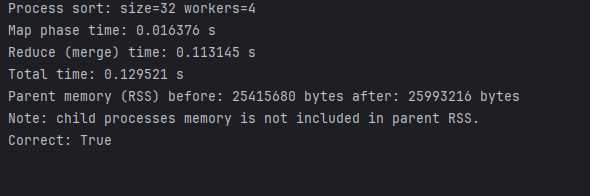 Process sort: size=32 workers=4
Map phase time: 0.016376 s
Reduce (merge) time: 0.113145 s
Total time: 0.129521 s
Parent memory (RSS) before: 25415680 bytes after: 25993216 bytes
Note: child processes memory is not included in parent RSS.
Correct: True